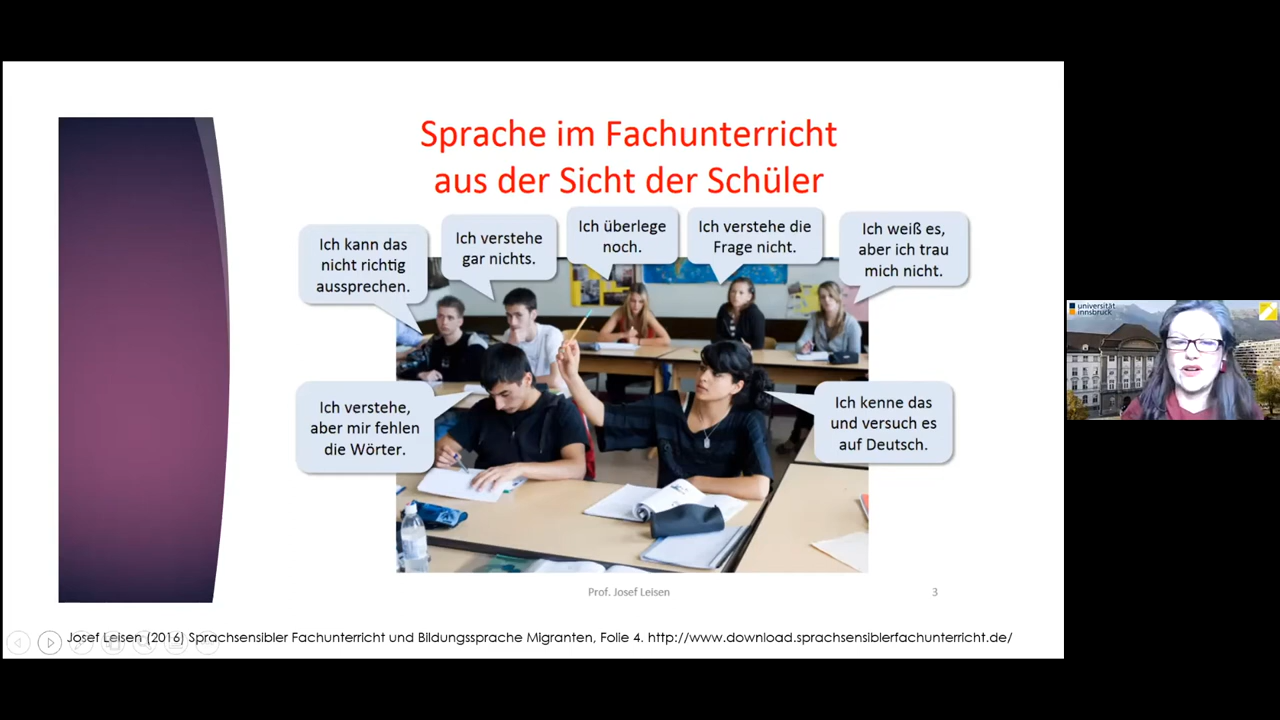 Sprache im Fachunterricht
aus der Sicht der Schüler
Ich kann das
nicht richtig
aussprechen.
Ich verstehe
gar nichts.
Ich überlege
noch.
Ich verstehe die
Frage nicht.
Ich weiß es,
aber ich trau
mich nicht.
Ich verstehe,
aber mir fehlen
die Wörter.
Ich kenne das
und versuch es
auf Deutsch.
Prof. Josef Leisen
3
Josef Leisen (2016) Sprachsensibler Fachunterricht und Bildungssprache Migranten, Folie 4. http://www.download.sprachsensiblerfachunterricht.de/
universität
innsbruck